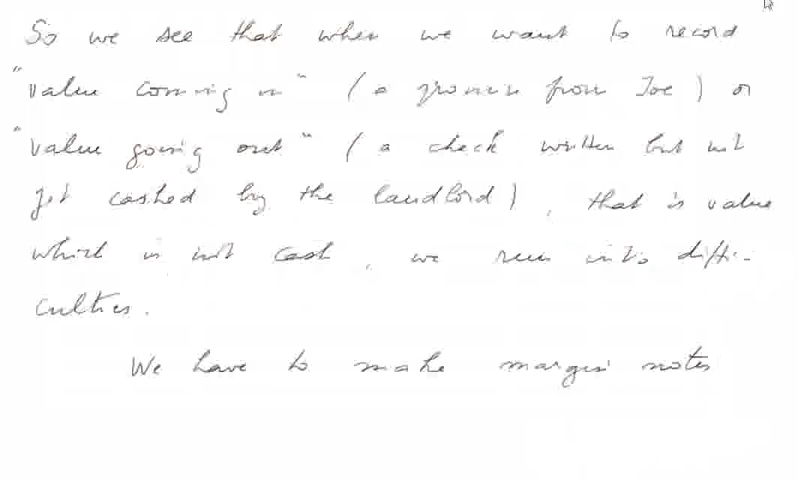 So we see that when we want to record
"value coming in" (a promise from Joe) or
"value going out" (a check written but not
yet cashed by the landlord), that is value
which is not cash, we run into diffi-
culties.
We have to make margin notes